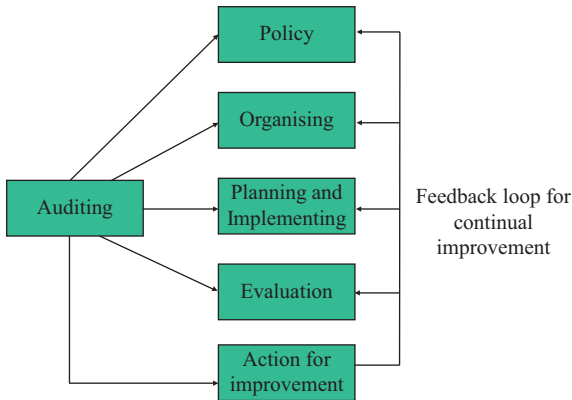 Policy
Organising
Auditing
Planning and
Implementing
Feedback loop for
continual
improvement
Evaluation
Action for
improvement